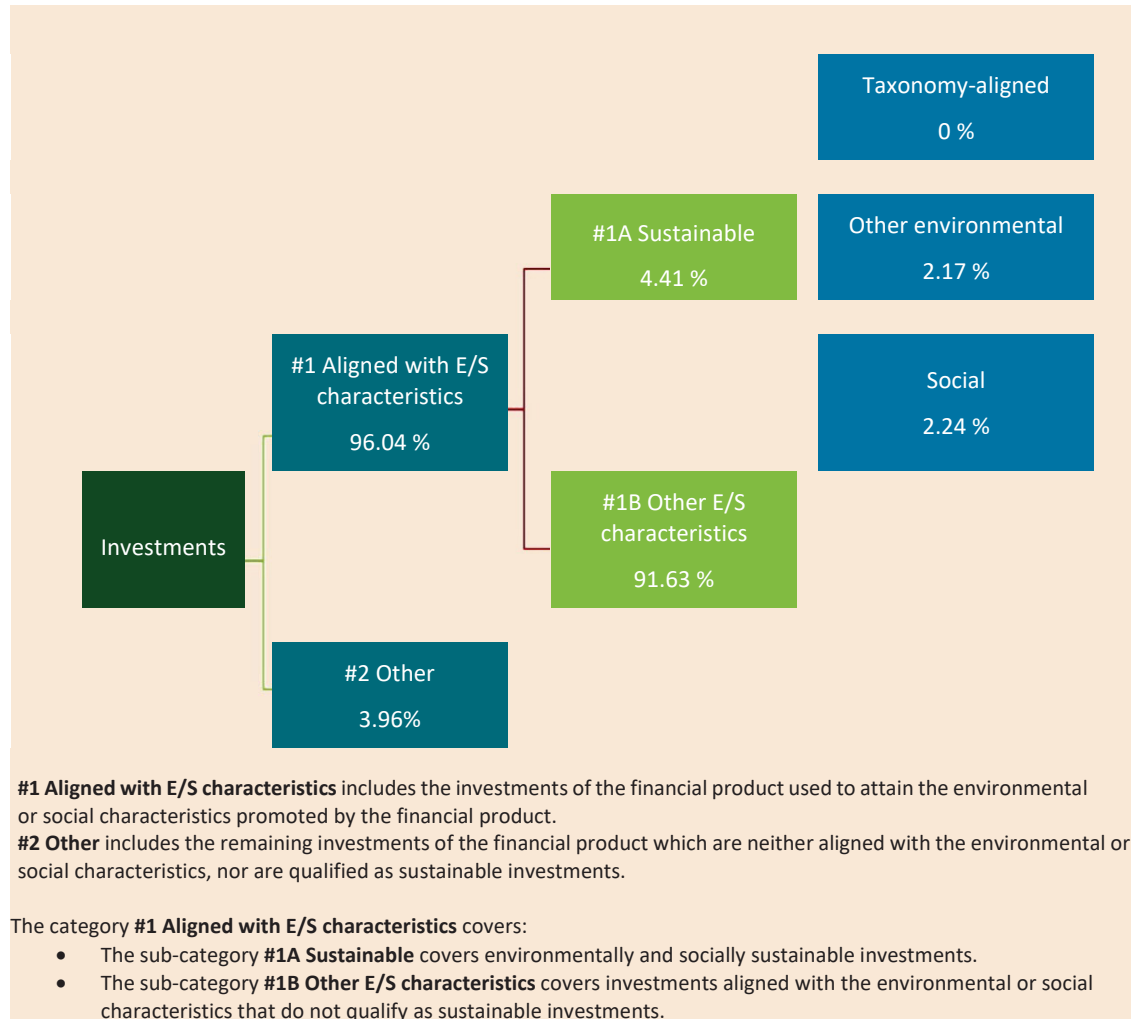 Taxonomy-aligned
0 %
#1A Sustainable
4.41 %
Other environmental
2.17 %
#1 Aligned with E/S
characteristics
96.04 %
Social
2.24 %
Investments
#1B Other E/S
characteristics
91.63 %
#2 Other
3.96%
#1 Aligned with E/S characteristics includes the investments of the financial product used to attain the environmental
or social characteristics promoted by the financial product.
#2 Other includes the remaining investments of the financial product which are neither aligned with the environmental or
social characteristics, nor are qualified as sustainable investments.
The category #1 Aligned with E/S characteristics covers:
• The sub-category #1A Sustainable covers environmentally and socially sustainable investments.
• The sub-category #1B Other E/S characteristics covers investments aligned with the environmental or social
characteristics that do not qualify as sustainable investments.